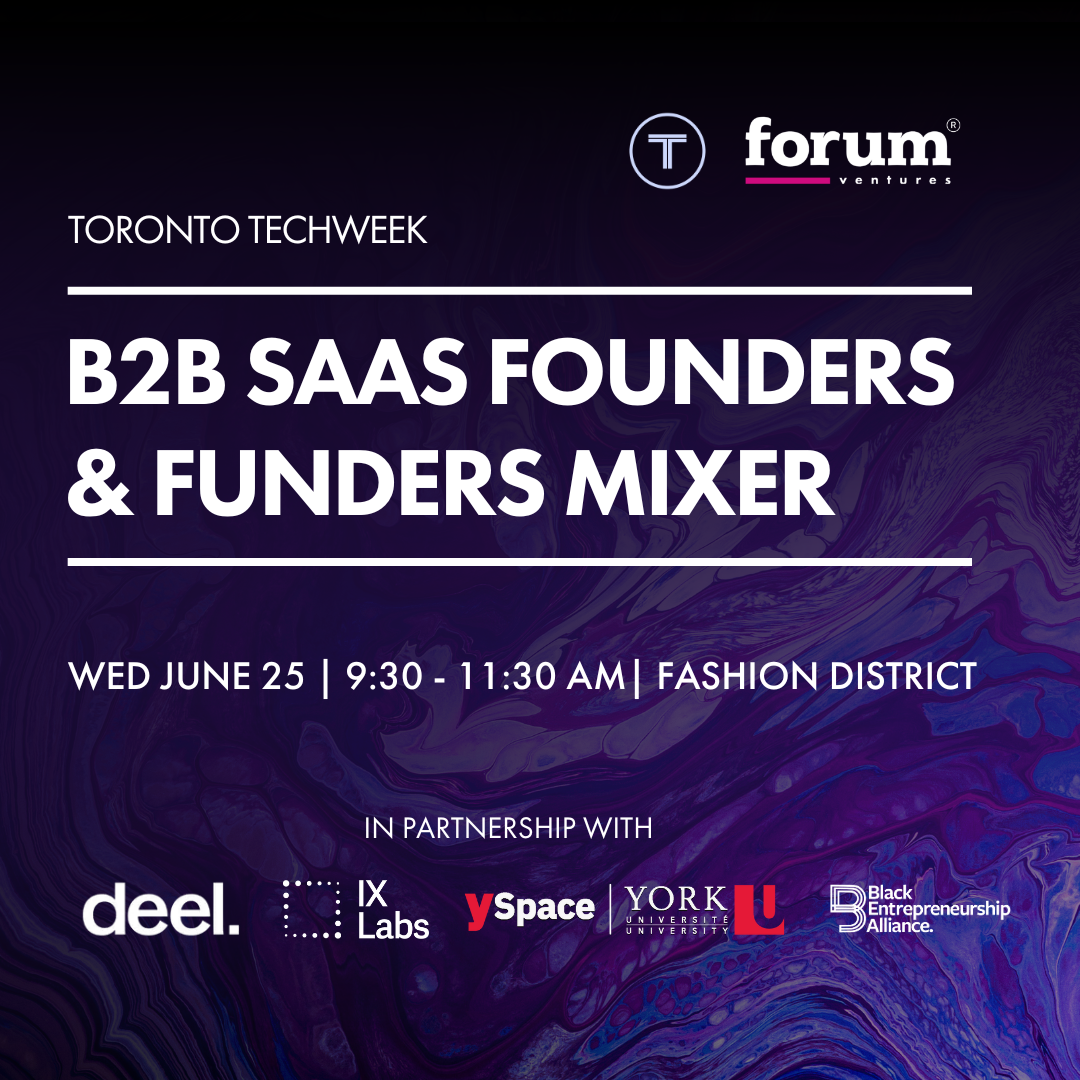 T
forum®
ventures
TORONTO TECHWEEK
B2B SAAS FOUNDERS
& FUNDERS MIXER
WED JUNE 25 | 9:30 - 11:30 AM| FASHION DISTRICT
IN PARTNERSHIP WITH
deel.
IX
Labs
ySpace
YORK
UNIVERSITÉ
UNIVERSITY
U
B
Black
Entrepreneurship
Alliance.